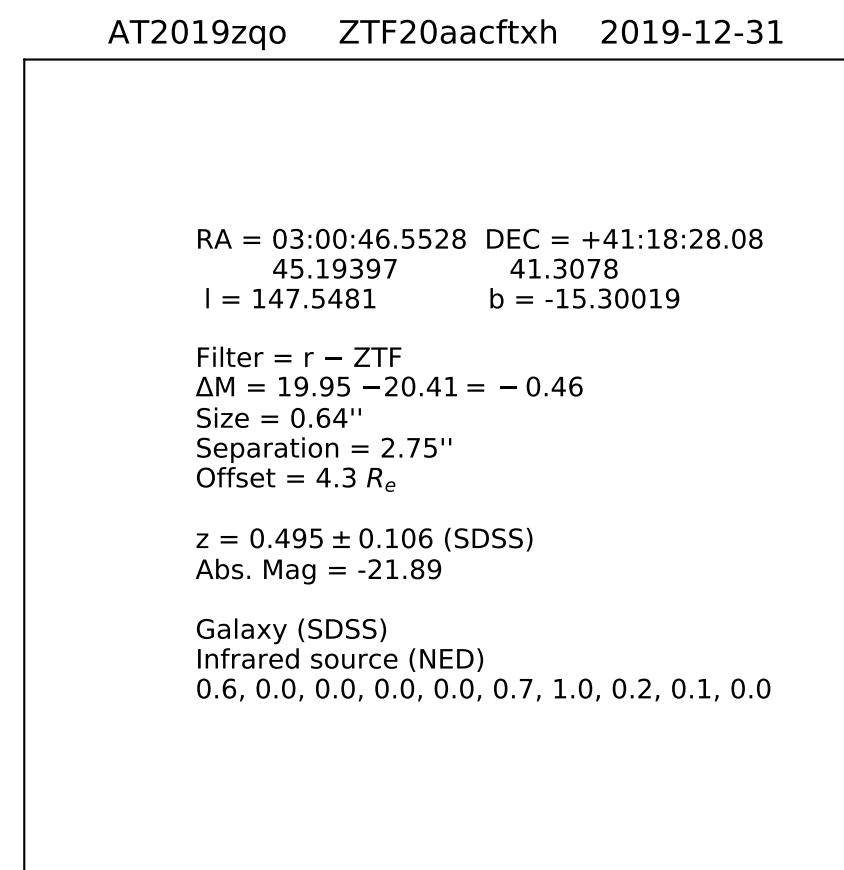 AT2019zqo ZTF20aacftxh 2019-12-31
RA = 03:00:46.5528 DEC = +41:18:28.08
45.19397 41.3078
l = 147.5481 b = -15.30019
Filter = r − ZTF
ΔM = 19.95 −20.41 = − 0.46
Size = 0.64''
Separation = 2.75''
Offset = 4.3 Re
z = 0.495 ± 0.106 (SDSS)
Abs. Mag = -21.89
Galaxy (SDSS)
Infrared source (NED)
0.6, 0.0, 0.0, 0.0, 0.0, 0.7, 1.0, 0.2, 0.1, 0.0